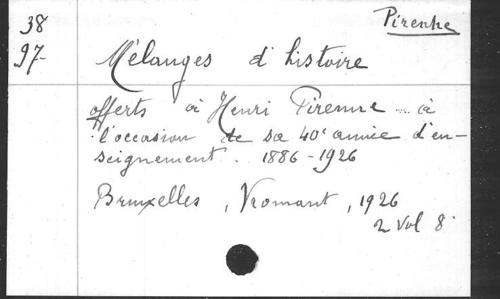 38
97-
Pirenne
Mélanges d'histoire
offerts à Henri Pirenne à
l'occasion de sa 40e année d'en-
seignement. 1886-1926
Bruxelles, Vromant, 1926
2 vol 8°